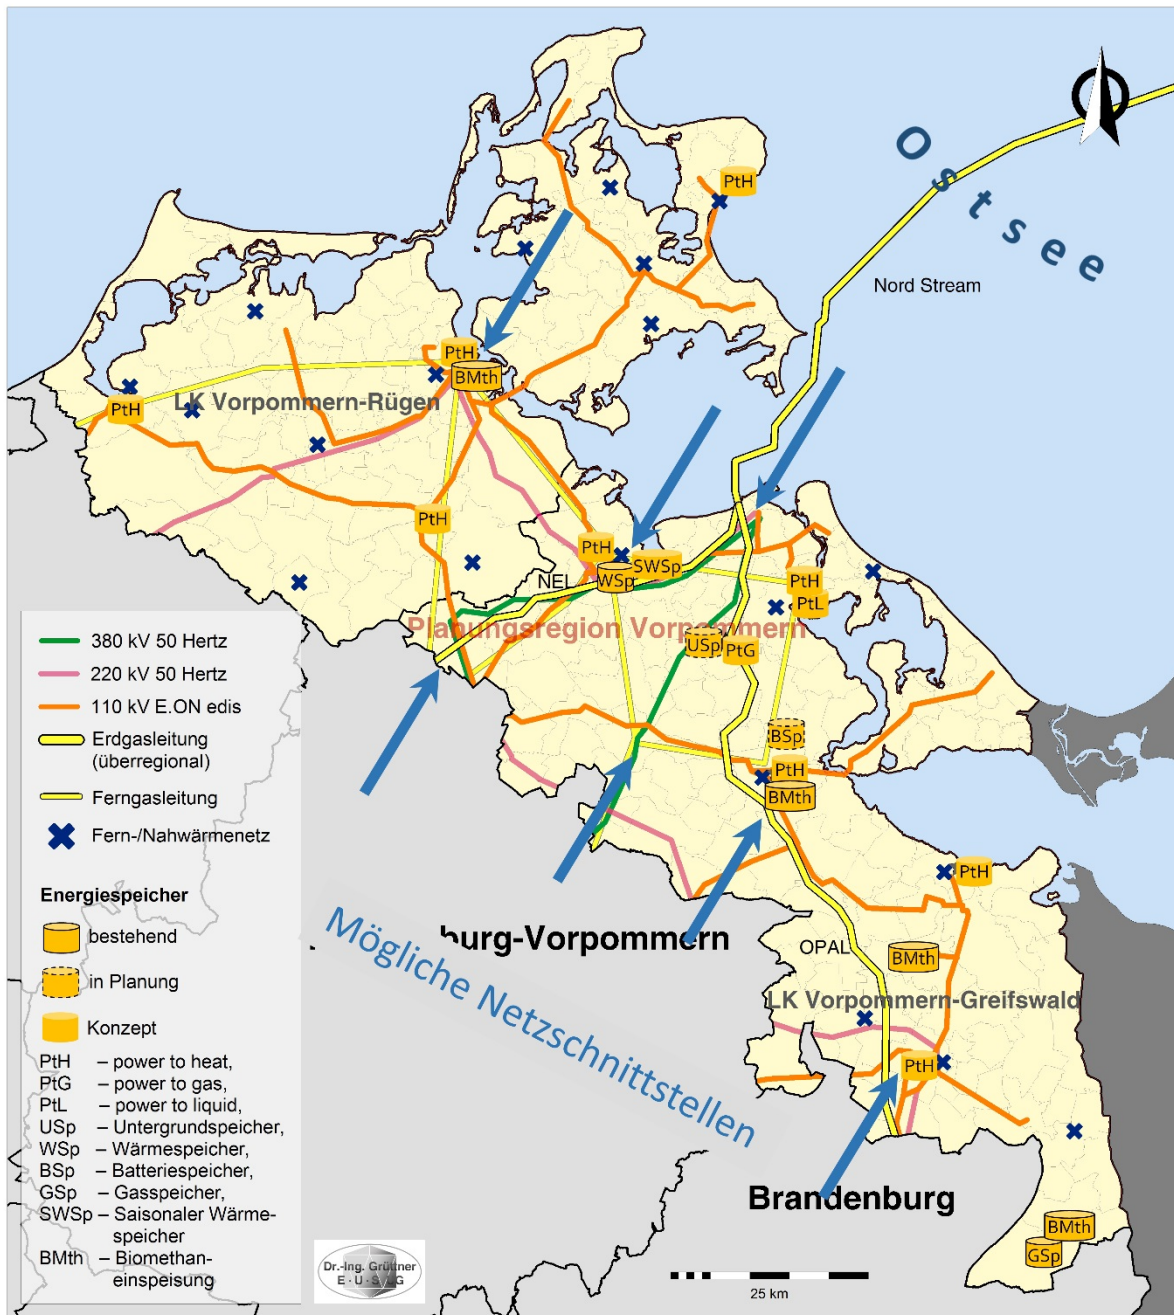 Ostsee
Nord Stream
PtH
PtH
BMth
LK Vorpommern-Rügen
PtH
PtH
PtH
SWSp
WSp
NEL
PtH
PtL
Planungsregion Vorpommern
USp
PtG
BSp
PtH
BMth
PtH
BMth
OPAL
LK Vorpommern-Greifswald
PtH
BMth
GSp
burg-Vorpommern
Mögliche Netzschnittstellen
Brandenburg
25 km
380 kV 50 Hertz
220 kV 50 Hertz
110 kV E.ON edis
Erdgasleitung
(überregional)
Ferngasleitung
Fern-/Nahwärmenetz
Energiespeicher
bestehend
in Planung
Konzept
PtH – power to heat,
PtG – power to gas,
PtL – power to liquid,
USp – Untergrundspeicher,
WSp – Wärmespeicher,
BSp – Batteriespeicher,
GSp – Gasspeicher,
SWSp – Saisonaler Wärme-
speicher
BMth – Biomethan-
einspeisung
Dr.-Ing. Grüttner